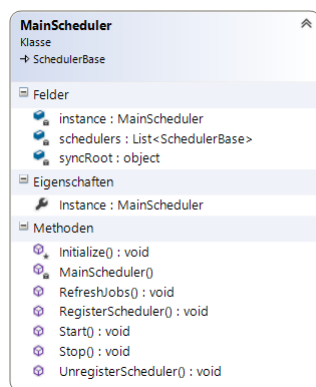 MainScheduler
Klasse
SchedulerBase
Felder
instance : MainScheduler
schedulers : List<SchedulerBase>
syncRoot : object
Eigenschaften
Instance : MainScheduler
Methoden
Initialize() : void
MainScheduler()
RefreshJobs() : void
RegisterScheduler() : void
Start() : void
Stop() : void
UnregisterScheduler() : void